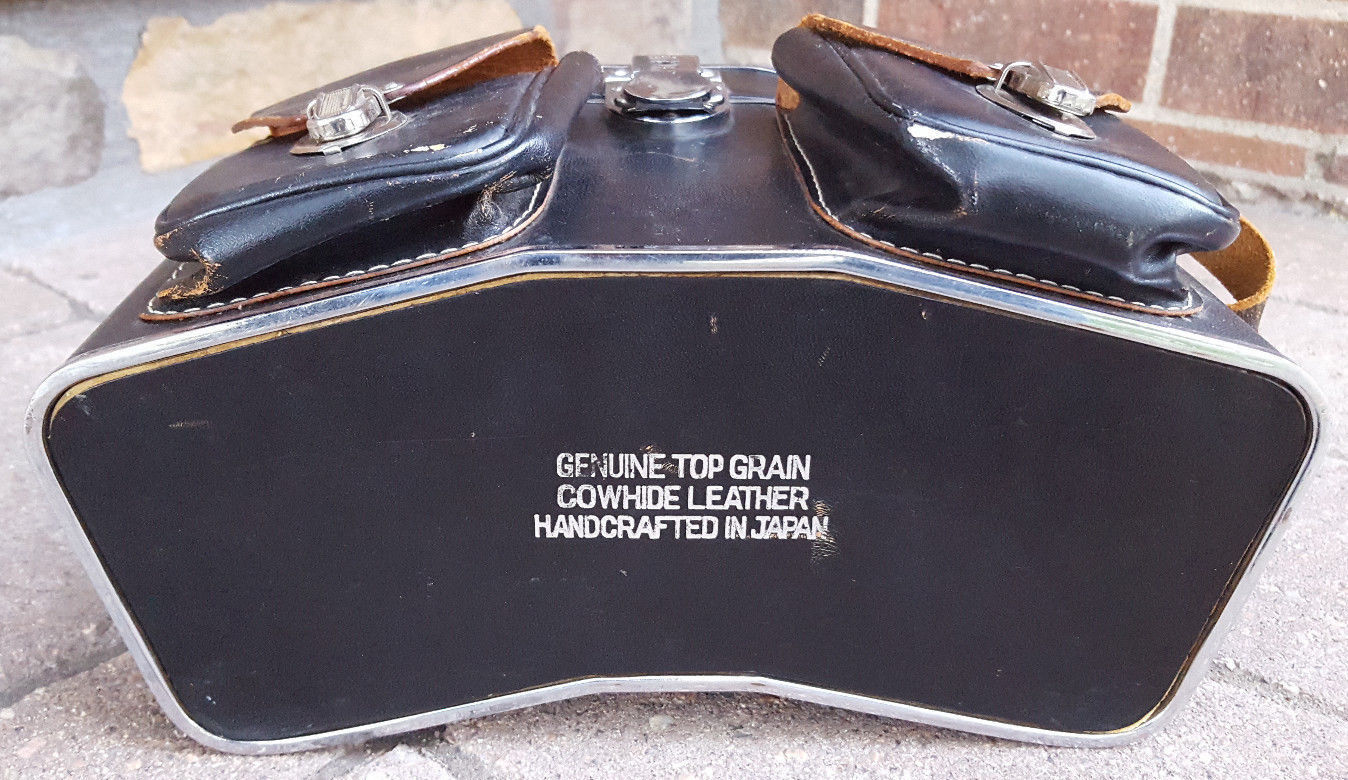 GENUINE TOP GRAIN
COWHIDE LEATHER
HANDCRAFTED IN JAPAN